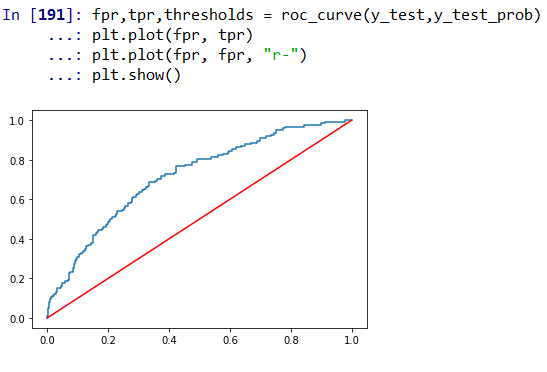 In [191]: fpr,tpr,thresholds = roc_curve(y_test,y_test_prob)
...: plt.plot(fpr, tpr)
...: plt.plot(fpr, fpr, "r-")
...: plt.show()
1.0
0.8
0.6
0.4
0.2
0.0
0.0 0.2 0.4 0.6 0.8 1.0